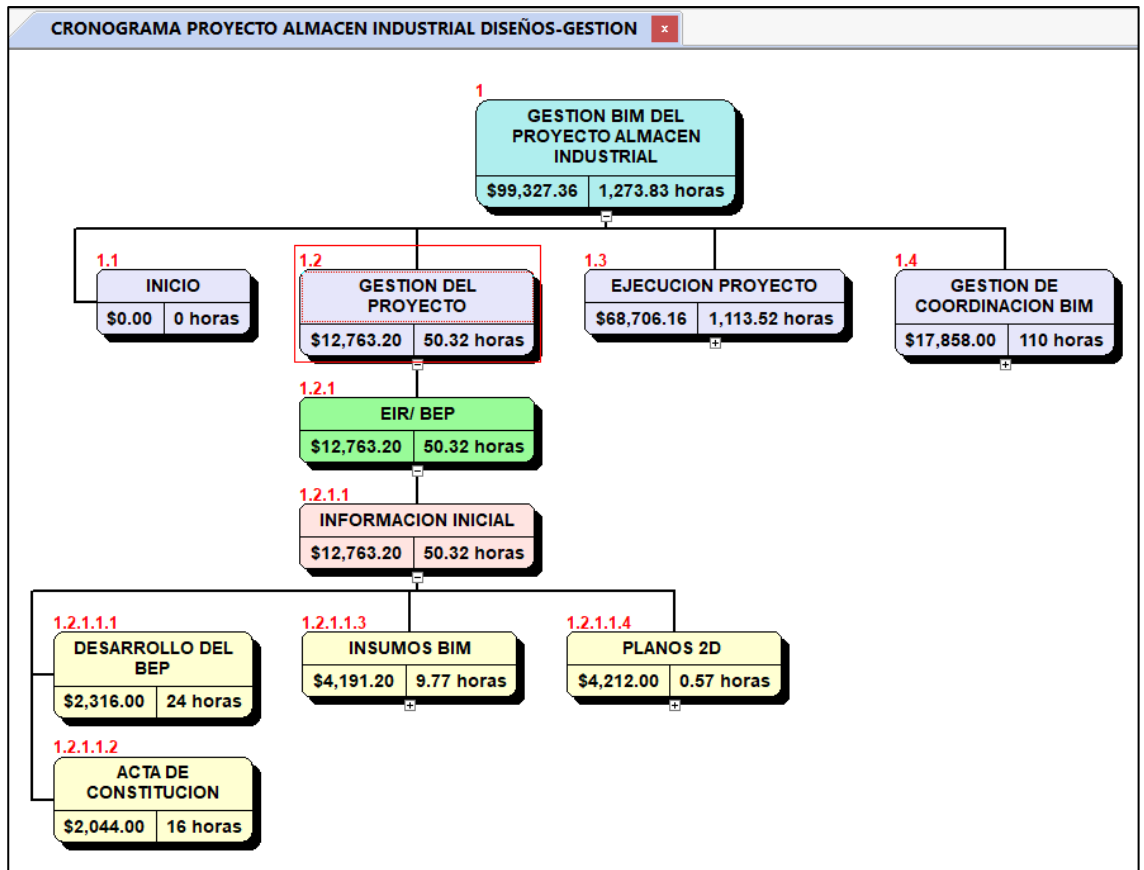 CRONOGRAMA PROYECTO ALMACEN INDUSTRIAL DISEÑOS-GESTION x
1
GESTION BIM DEL
PROYECTO ALMACEN
INDUSTRIAL
$99,327.36 1,273.83 horas
1.1
INICIO
$0.00 0 horas
1.2
GESTION DEL
PROYECTO
$12,763.20 50.32 horas
1.3
EJECUCION PROYECTO
$68,706.16 1,113.52 horas
1.4
GESTION DE
COORDINACION BIM
$17,858.00 110 horas
1.2.1
EIR/ BEP
$12,763.20 50.32 horas
1.2.1.1
INFORMACION INICIAL
$12,763.20 50.32 horas
1.2.1.1.1
DESARROLLO DEL
BEP
$2,316.00 24 horas
1.2.1.1.3
INSUMOS BIM
$4,191.20 9.77 horas
1.2.1.1.4
PLANOS 2D
$4,212.00 0.57 horas
1.2.1.1.2
ACTA DE
CONSTITUCION
$2,044.00 16 horas